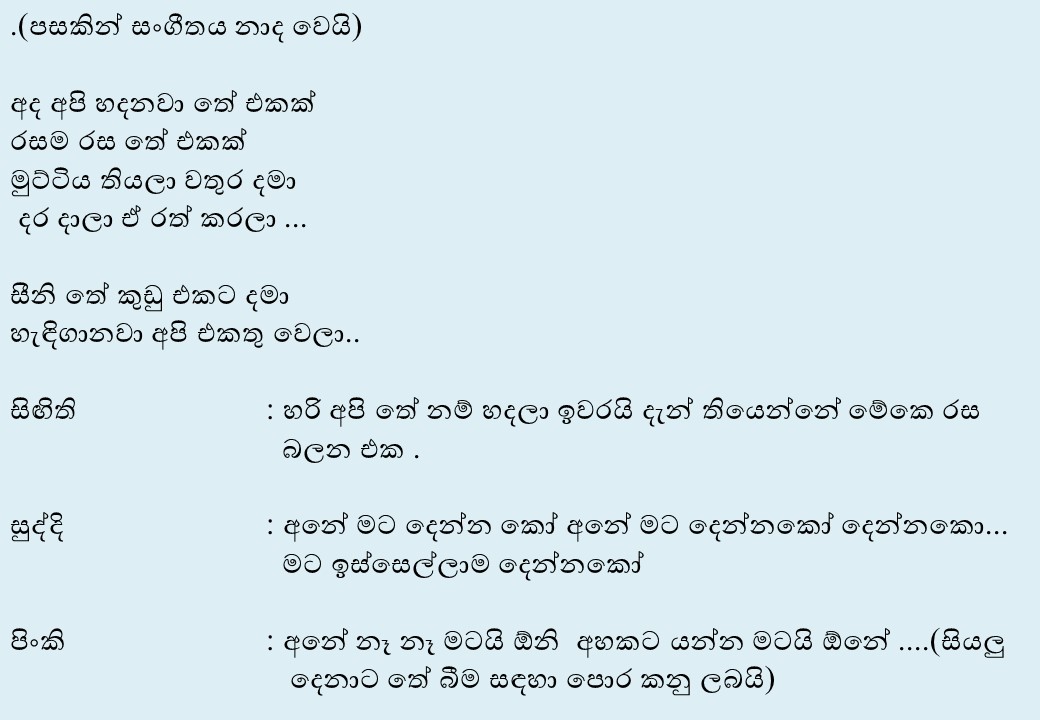 .(පසකින් සංගීතය නාද වෙයි)
අද අපි හදනවා තේ එකක්
රසම රස තේ එකක්
මුට්ටිය තියලා වතුර දමා
දර දාලා ඒ රත් කරලා ...
සීනි තේ කුඩු එකට දමා
හැඳිගානවා අපි එකතු වෙලා..
සිඟිති : හරි අපි තේ නම් හදලා ඉවරයි දැන් තියෙන්නේ මේකෙ රස
බලන එක .
සුද්දි : අනේ මට දෙන්න කෝ අනේ මට දෙන්නකෝ දෙන්නකො...
මට ඉස්සෙල්ලාම දෙන්නකෝ
පිංකි : අනේ නෑ නෑ මටයි ඕනි අහකට යන්න මටයි ඕනේ ....(සියලු
දෙනාට තේ බීම සඳහා පොර කනු ලබයි)